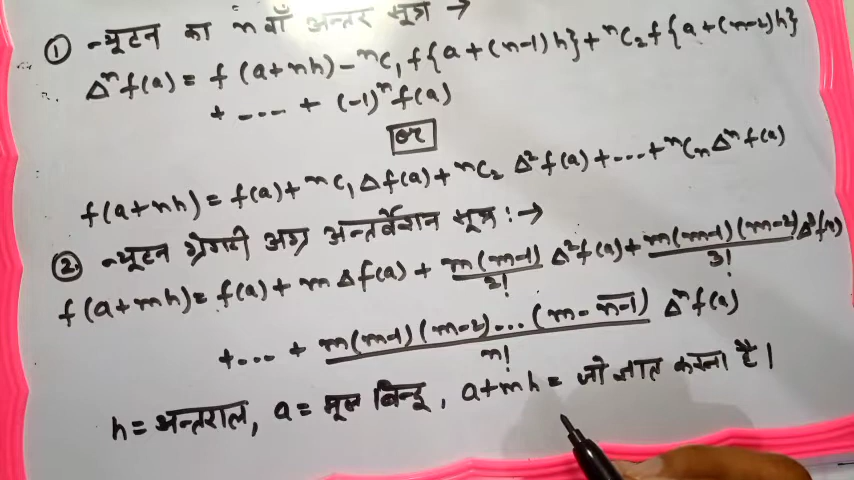 ① न्यूटन का n वाँ अन्तर सूत्र →
Δⁿf(a) = f(a+nh) - ⁿC₁ f{a+(n-1)h} + ⁿC₂ f{a+(n-2)h}
+ ---- + (-1)ⁿ f(a)
or
f(a+nh) = f(a) + ⁿC₁ Δf(a) + ⁿC₂ Δ²f(a) + ... + ⁿCₙ Δⁿf(a)
②. न्यूटन ग्रेगरी अग्र अन्तर्वेशन सूत्र :→
f(a+mh) = f(a) + m Δf(a) + m(m-1)/2! Δ²f(a) + m(m-1)(m-2)/3! Δ³f(a)
+ ... + m(m-1)(m-2)...(m-n̅-̅1̅)/n! Δⁿf(a)
h = अन्तराल, a = मूल बिन्दू, a+mh = जो ज्ञात करना है।